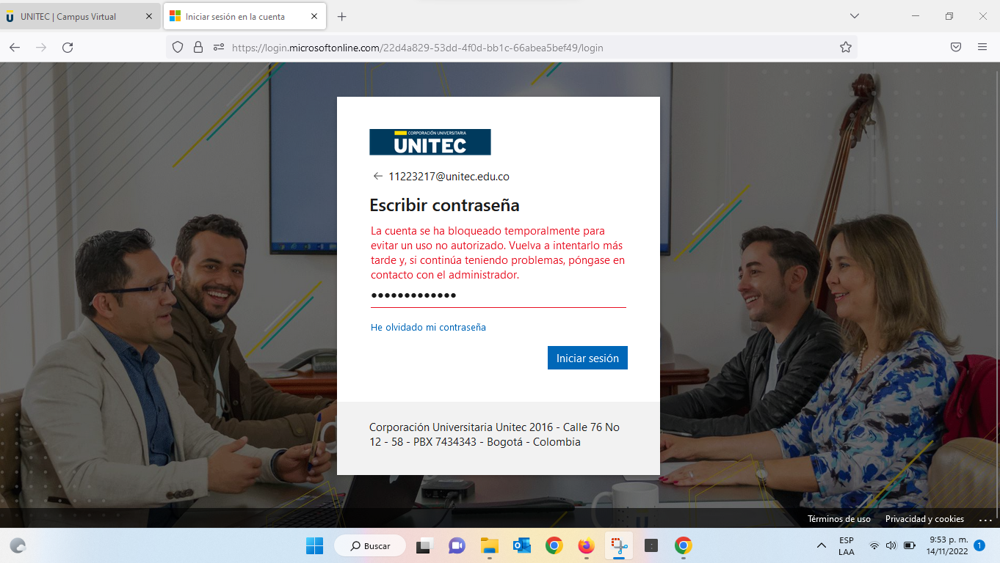 UNITEC | Campus Virtual
Iniciar sesión en la cuenta
https://login.microsoftonline.com/22d4a829-53dd-4f0d-bb1c-66abea5bef49/login
CORPORACIÓN UNIVERSITARIA
UNITEC
11223217@unitec.edu.co
Escribir contraseña
La cuenta se ha bloqueado temporalmente para
evitar un uso no autorizado. Vuelva a intentarlo más
tarde y, si continúa teniendo problemas, póngase en
contacto con el administrador.
•••••••••••••
He olvidado mi contraseña
Iniciar sesión
Corporación Universitaria Unitec 2016 - Calle 76 No
12 - 58 - PBX 7434343 - Bogotá - Colombia
Términos de uso
Privacidad y cookies
...
Buscar
ESP
LAA
9:53 p. m.
14/11/2022
1